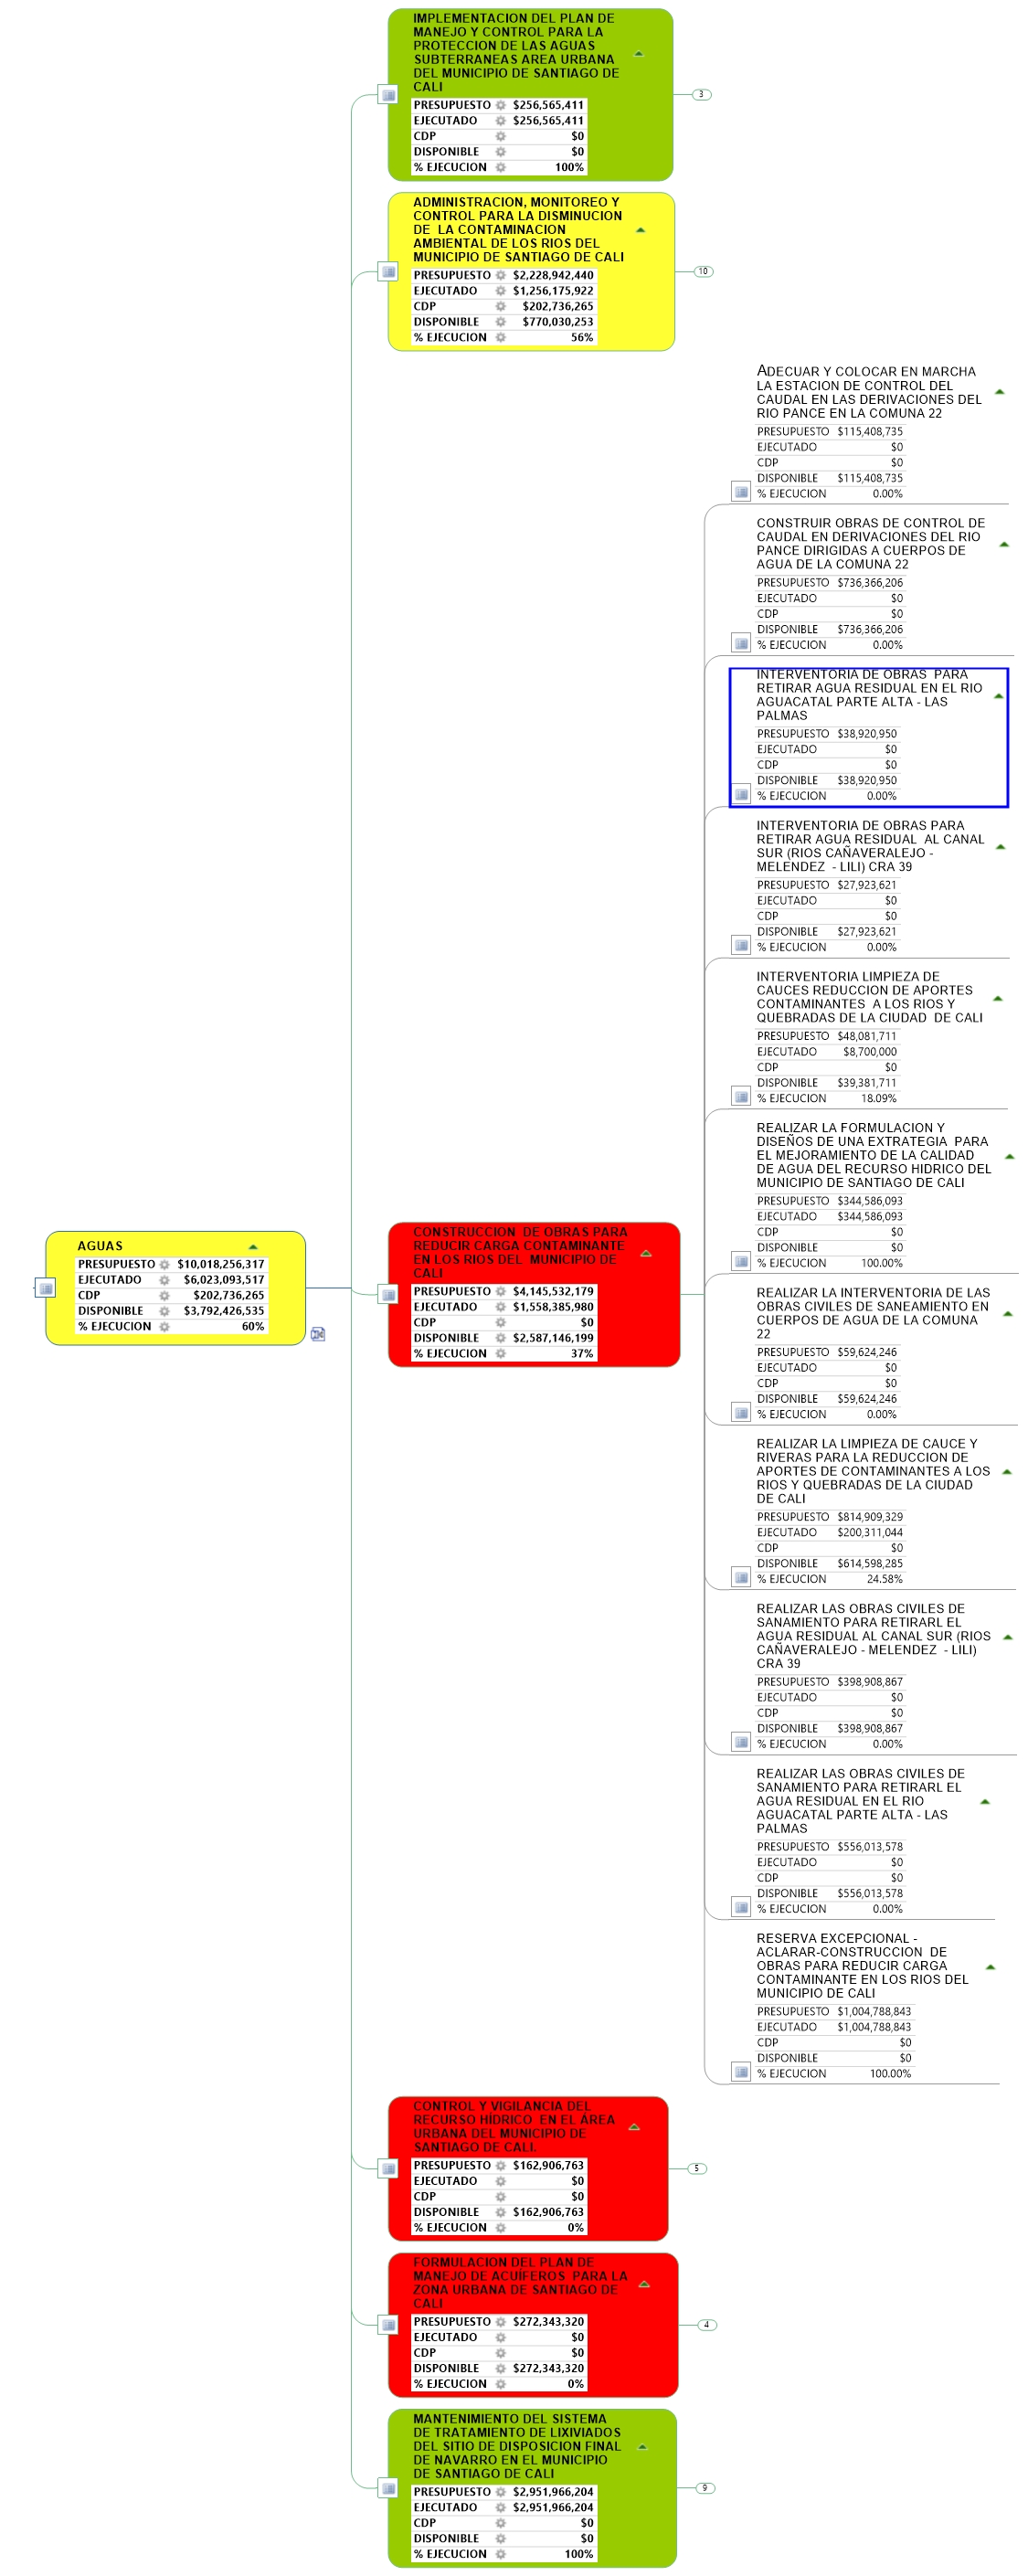 IMPLEMENTACION DEL PLAN DE
MANEJO Y CONTROL PARA LA
PROTECCION DE LAS AGUAS
SUBTERRANEAS AREA URBANA
DEL MUNICIPIO DE SANTIAGO DE
CALI
PRESUPUESTO $256,565,411
EJECUTADO $256,565,411
CDP $0
DISPONIBLE $0
% EJECUCION 100%
3
ADMINISTRACION, MONITOREO Y
CONTROL PARA LA DISMINUCION
DE LA CONTAMINACION
AMBIENTAL DE LOS RIOS DEL
MUNICIPIO DE SANTIAGO DE CALI
PRESUPUESTO $2,228,942,440
EJECUTADO $1,256,175,922
CDP $202,736,265
DISPONIBLE $770,030,253
% EJECUCION 56%
10
ADECUAR Y COLOCAR EN MARCHA
LA ESTACION DE CONTROL DEL
CAUDAL EN LAS DERIVACIONES DEL
RIO PANCE EN LA COMUNA 22
PRESUPUESTO $115,408,735
EJECUTADO $0
CDP $0
DISPONIBLE $115,408,735
% EJECUCION 0.00%
CONSTRUIR OBRAS DE CONTROL DE
CAUDAL EN DERIVACIONES DEL RIO
PANCE DIRIGIDAS A CUERPOS DE
AGUA DE LA COMUNA 22
PRESUPUESTO $736,366,206
EJECUTADO $0
CDP $0
DISPONIBLE $736,366,206
% EJECUCION 0.00%
INTERVENTORIA DE OBRAS PARA
RETIRAR AGUA RESIDUAL EN EL RIO
AGUACATAL PARTE ALTA - LAS
PALMAS
PRESUPUESTO $38,920,950
EJECUTADO $0
CDP $0
DISPONIBLE $38,920,950
% EJECUCION 0.00%
INTERVENTORIA DE OBRAS PARA
RETIRAR AGUA RESIDUAL AL CANAL
SUR (RIOS CAÑAVERALEJO -
MELENDEZ - LILI) CRA 39
PRESUPUESTO $27,923,621
EJECUTADO $0
CDP $0
DISPONIBLE $27,923,621
% EJECUCION 0.00%
INTERVENTORIA LIMPIEZA DE
CAUCES REDUCCION DE APORTES
CONTAMINANTES A LOS RIOS Y
QUEBRADAS DE LA CIUDAD DE CALI
PRESUPUESTO $48,081,711
EJECUTADO $8,700,000
CDP $0
DISPONIBLE $39,381,711
% EJECUCION 18.09%
REALIZAR LA FORMULACION Y
DISEÑOS DE UNA EXTRATEGIA PARA
EL MEJORAMIENTO DE LA CALIDAD
DE AGUA DEL RECURSO HIDRICO DEL
MUNICIPIO DE SANTIAGO DE CALI
PRESUPUESTO $344,586,093
EJECUTADO $344,586,093
CDP $0
DISPONIBLE $0
% EJECUCION 100.00%
AGUAS
PRESUPUESTO $10,018,256,317
EJECUTADO $6,023,093,517
CDP $202,736,265
DISPONIBLE $3,792,426,535
% EJECUCION 60%
CONSTRUCCION DE OBRAS PARA
REDUCIR CARGA CONTAMINANTE
EN LOS RIOS DEL MUNICIPIO DE
CALI
PRESUPUESTO $4,145,532,179
EJECUTADO $1,558,385,980
CDP $0
DISPONIBLE $2,587,146,199
% EJECUCION 37%
REALIZAR LA INTERVENTORIA DE LAS
OBRAS CIVILES DE SANEAMIENTO EN
CUERPOS DE AGUA DE LA COMUNA
22
PRESUPUESTO $59,624,246
EJECUTADO $0
CDP $0
DISPONIBLE $59,624,246
% EJECUCION 0.00%
REALIZAR LA LIMPIEZA DE CAUCE Y
RIVERAS PARA LA REDUCCION DE
APORTES DE CONTAMINANTES A LOS
RIOS Y QUEBRADAS DE LA CIUDAD
DE CALI
PRESUPUESTO $814,909,329
EJECUTADO $200,311,044
CDP $0
DISPONIBLE $614,598,285
% EJECUCION 24.58%
REALIZAR LAS OBRAS CIVILES DE
SANAMIENTO PARA RETIRARL EL
AGUA RESIDUAL AL CANAL SUR (RIOS
CAÑAVERALEJO - MELENDEZ - LILI)
CRA 39
PRESUPUESTO $398,908,867
EJECUTADO $0
CDP $0
DISPONIBLE $398,908,867
% EJECUCION 0.00%
REALIZAR LAS OBRAS CIVILES DE
SANAMIENTO PARA RETIRARL EL
AGUA RESIDUAL EN EL RIO
AGUACATAL PARTE ALTA - LAS
PALMAS
PRESUPUESTO $556,013,578
EJECUTADO $0
CDP $0
DISPONIBLE $556,013,578
% EJECUCION 0.00%
RESERVA EXCEPCIONAL -
ACLARAR-CONSTRUCCION DE
OBRAS PARA REDUCIR CARGA
CONTAMINANTE EN LOS RIOS DEL
MUNICIPIO DE CALI
PRESUPUESTO $1,004,788,843
EJECUTADO $1,004,788,843
CDP $0
DISPONIBLE $0
% EJECUCION 100.00%
CONTROL Y VIGILANCIA DEL
RECURSO HÍDRICO EN EL ÁREA
URBANA DEL MUNICIPIO DE
SANTIAGO DE CALI.
PRESUPUESTO $162,906,763
EJECUTADO $0
CDP $0
DISPONIBLE $162,906,763
% EJECUCION 0%
5
FORMULACION DEL PLAN DE
MANEJO DE ACUÍFEROS PARA LA
ZONA URBANA DE SANTIAGO DE
CALI
PRESUPUESTO $272,343,320
EJECUTADO $0
CDP $0
DISPONIBLE $272,343,320
% EJECUCION 0%
4
MANTENIMIENTO DEL SISTEMA
DE TRATAMIENTO DE LIXIVIADOS
DEL SITIO DE DISPOSICION FINAL
DE NAVARRO EN EL MUNICIPIO
DE SANTIAGO DE CALI
PRESUPUESTO $2,951,966,204
EJECUTADO $2,951,966,204
CDP $0
DISPONIBLE $0
% EJECUCION 100%
9